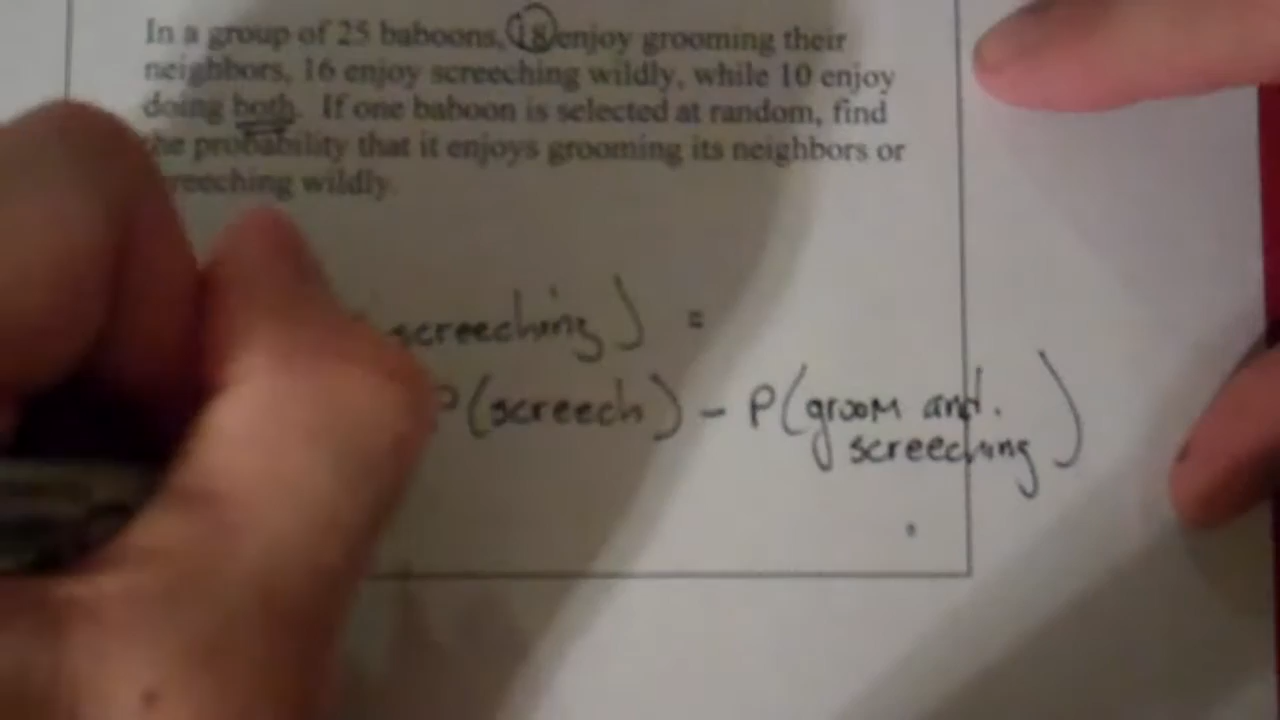 In a group of 25 baboons, 18 enjoy grooming their
neighbors, 16 enjoy screeching wildly, while 10 enjoy
doing both. If one baboon is selected at random, find
the probability that it enjoys grooming its neighbors or
screeching wildly.
screeching) =
P(screech) - P(groom and.
screeching)